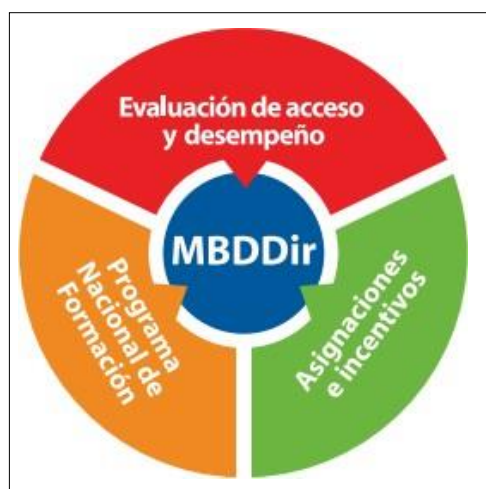 Evaluación de acceso
y desempeño
MBDDir
Programa
Nacional de
Formación
Asignaciones
e incentivos